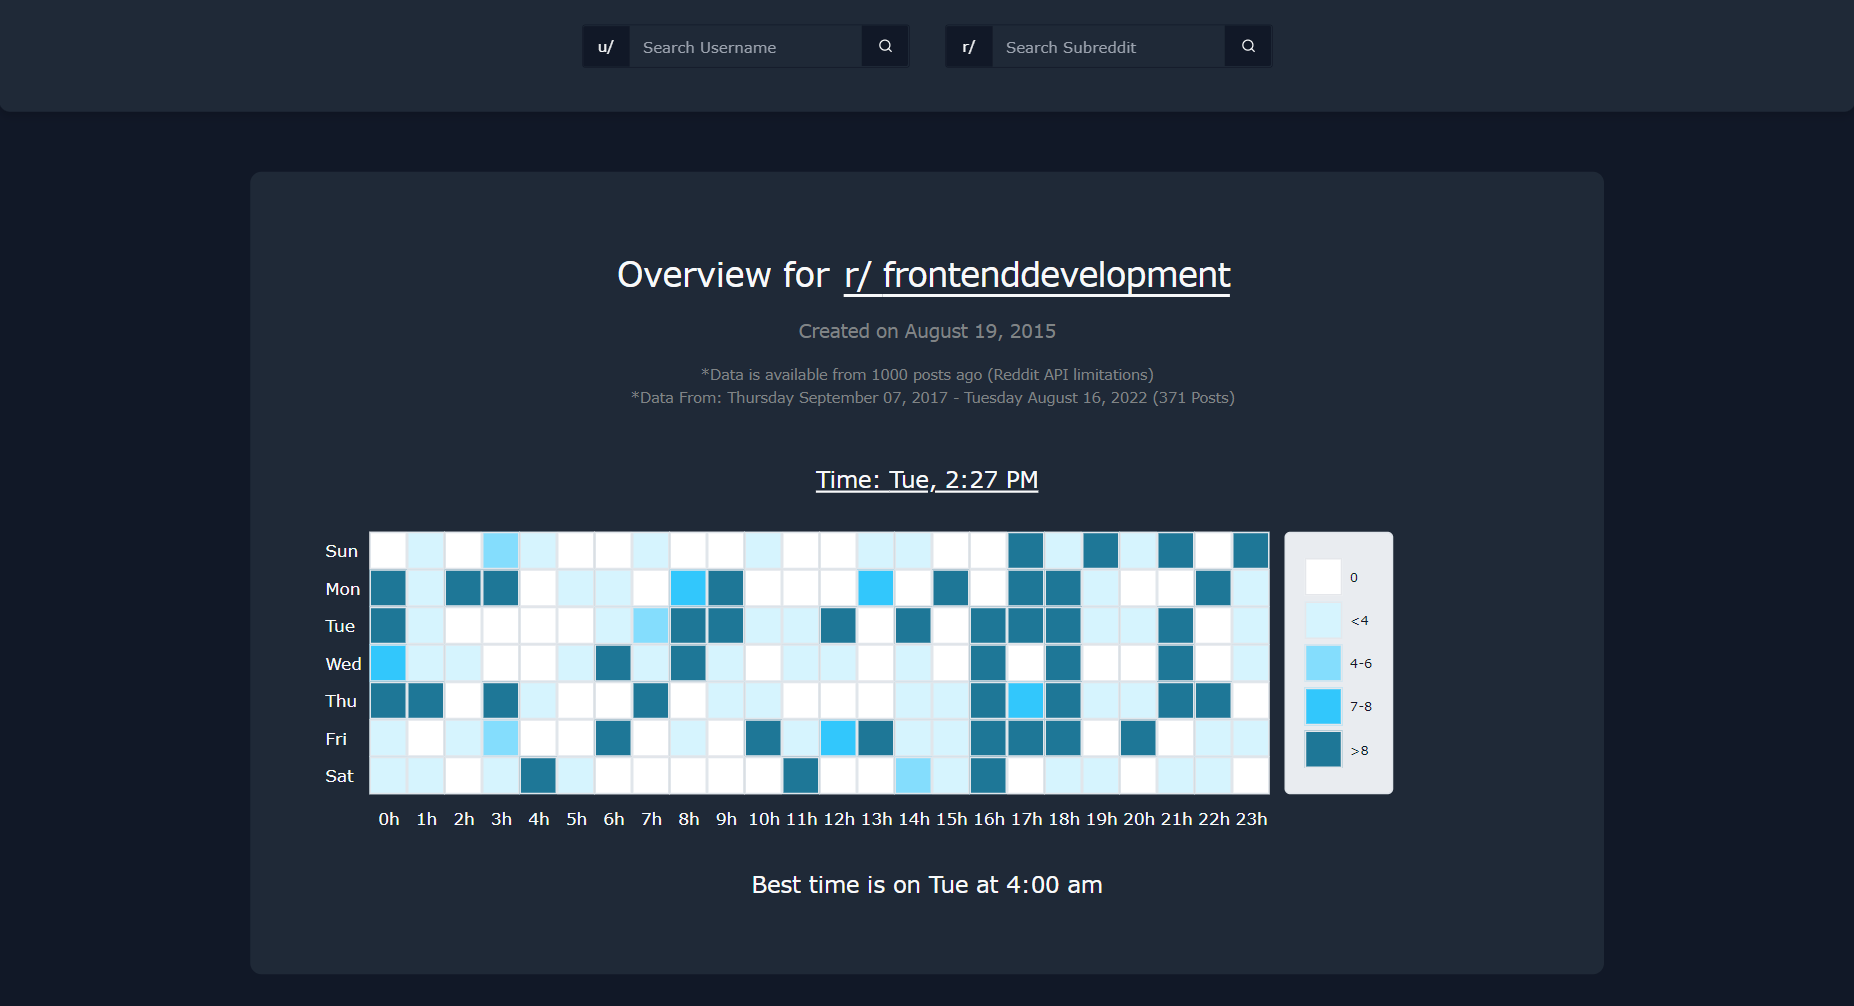 u/ Search Username r/ Search Subreddit
Overview for r/ frontenddevelopment
Created on August 19, 2015
*Data is available from 1000 posts ago (Reddit API limitations)
*Data From: Thursday September 07, 2017 - Tuesday August 16, 2022 (371 Posts)
Time: Tue, 2:27 PM
Sun
Mon
Tue
Wed
Thu
Fri
Sat
0h 1h 2h 3h 4h 5h 6h 7h 8h 9h 10h 11h 12h 13h 14h 15h 16h 17h 18h 19h 20h 21h 22h 23h
0
<4
4-6
7-8
>8
Best time is on Tue at 4:00 am